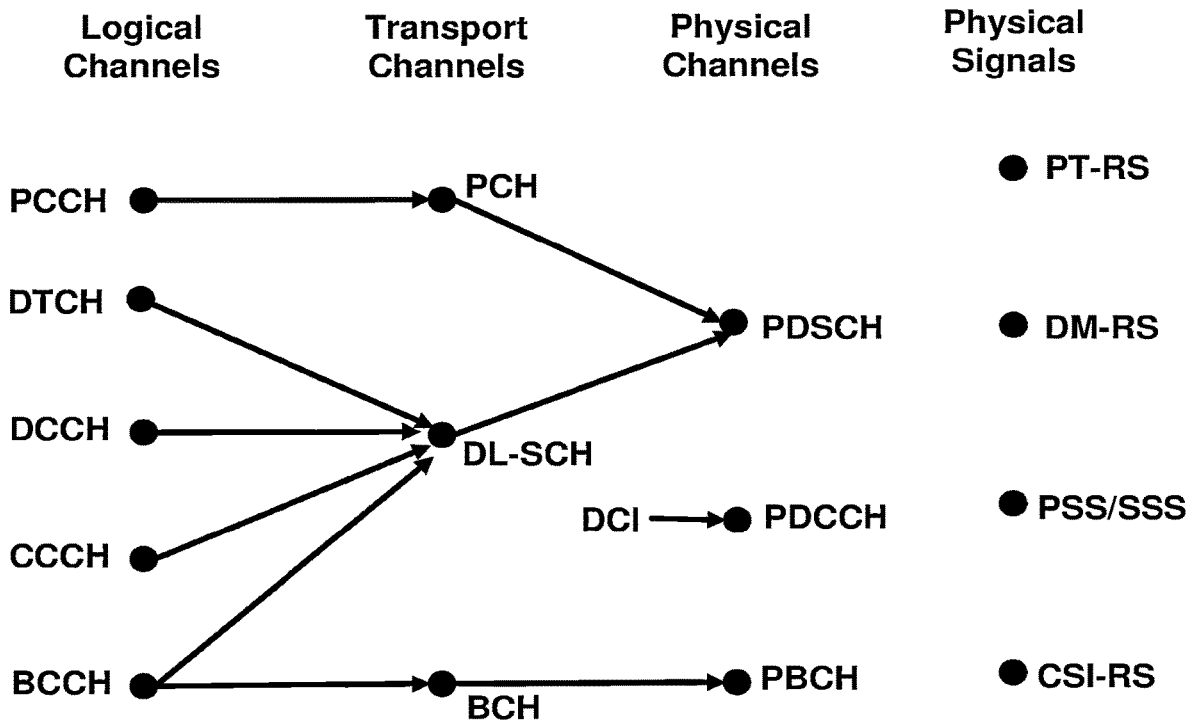 Logical
Channels
Transport
Channels
Physical
Channels
Physical
Signals
PCCH
PCH
PT-RS
DTCH
PDSCH
DM-RS
DCCH
DL-SCH
DCI
PDCCH
PSS/SSS
CCCH
BCCH
BCH
PBCH
CSI-RS